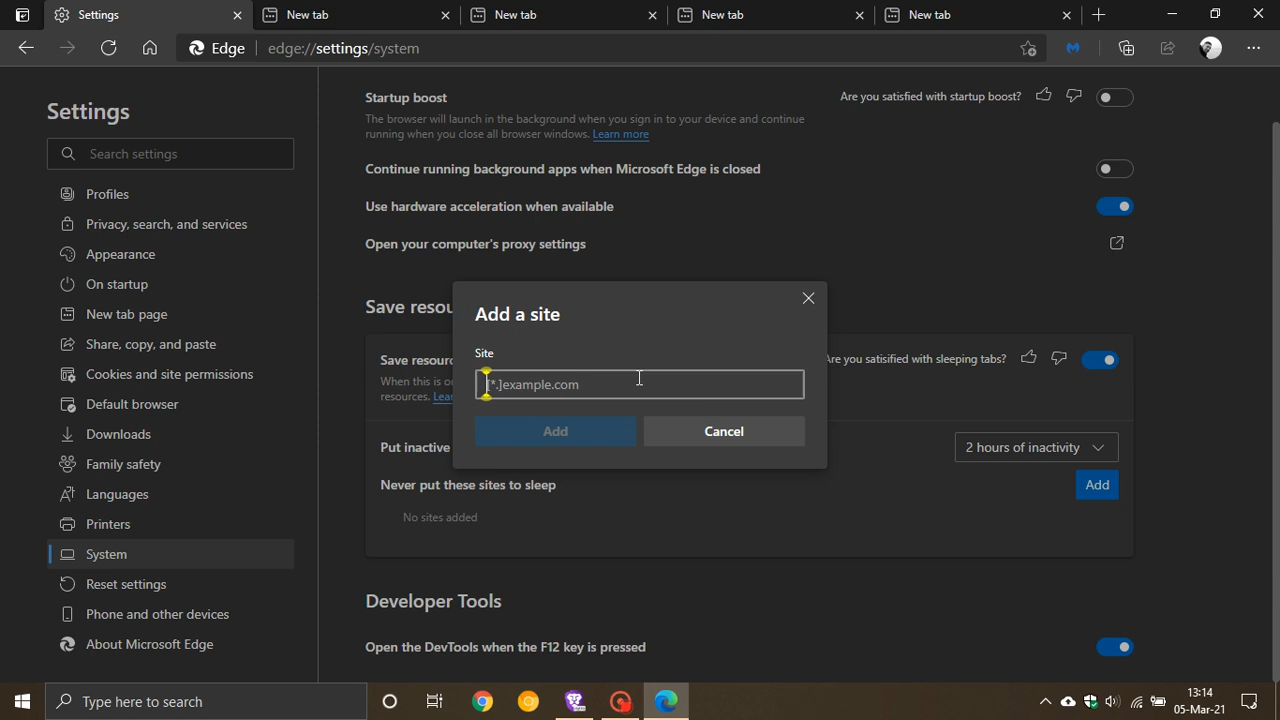 Settings
New tab
New tab
New tab
New tab
Edge
edge://settings/system
Settings
Search settings
Profiles
Privacy, search, and services
Appearance
On startup
New tab page
Share, copy, and paste
Cookies and site permissions
Default browser
Downloads
Family safety
Languages
Printers
System
Reset settings
Phone and other devices
About Microsoft Edge
Startup boost
Are you satisfied with startup boost?
The browser will launch in the background when you sign in to your device and continue
running when you close all browser windows. Learn more
Continue running background apps when Microsoft Edge is closed
Use hardware acceleration when available
Open your computer's proxy settings
Save
Save
Are you satisfied with sleeping tabs?
When this is
resources.
Put inactive
2 hours of inactivity
Never put these sites to sleep
Add
No sites added
Add a site
Site
[*.]example.com
Add
Cancel
Developer Tools
Open the DevTools when the F12 key is pressed
Type here to search
13:14
05-Mar-21